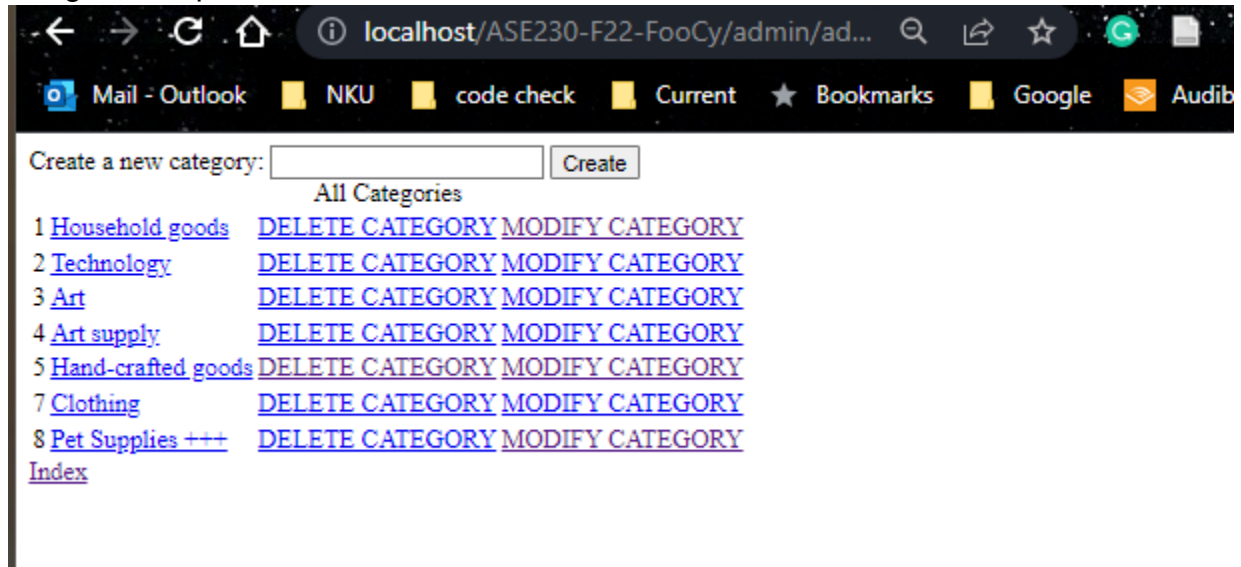 localhost/ASE230-F22-FooCy/admin/ad...
Mail - Outlook NKU code check Current Bookmarks Google Audib
Create a new category: Create
All Categories
1 Household goods DELETE CATEGORY MODIFY CATEGORY
2 Technology DELETE CATEGORY MODIFY CATEGORY
3 Art DELETE CATEGORY MODIFY CATEGORY
4 Art supply DELETE CATEGORY MODIFY CATEGORY
5 Hand-crafted goods DELETE CATEGORY MODIFY CATEGORY
7 Clothing DELETE CATEGORY MODIFY CATEGORY
8 Pet Supplies +++ DELETE CATEGORY MODIFY CATEGORY
Index